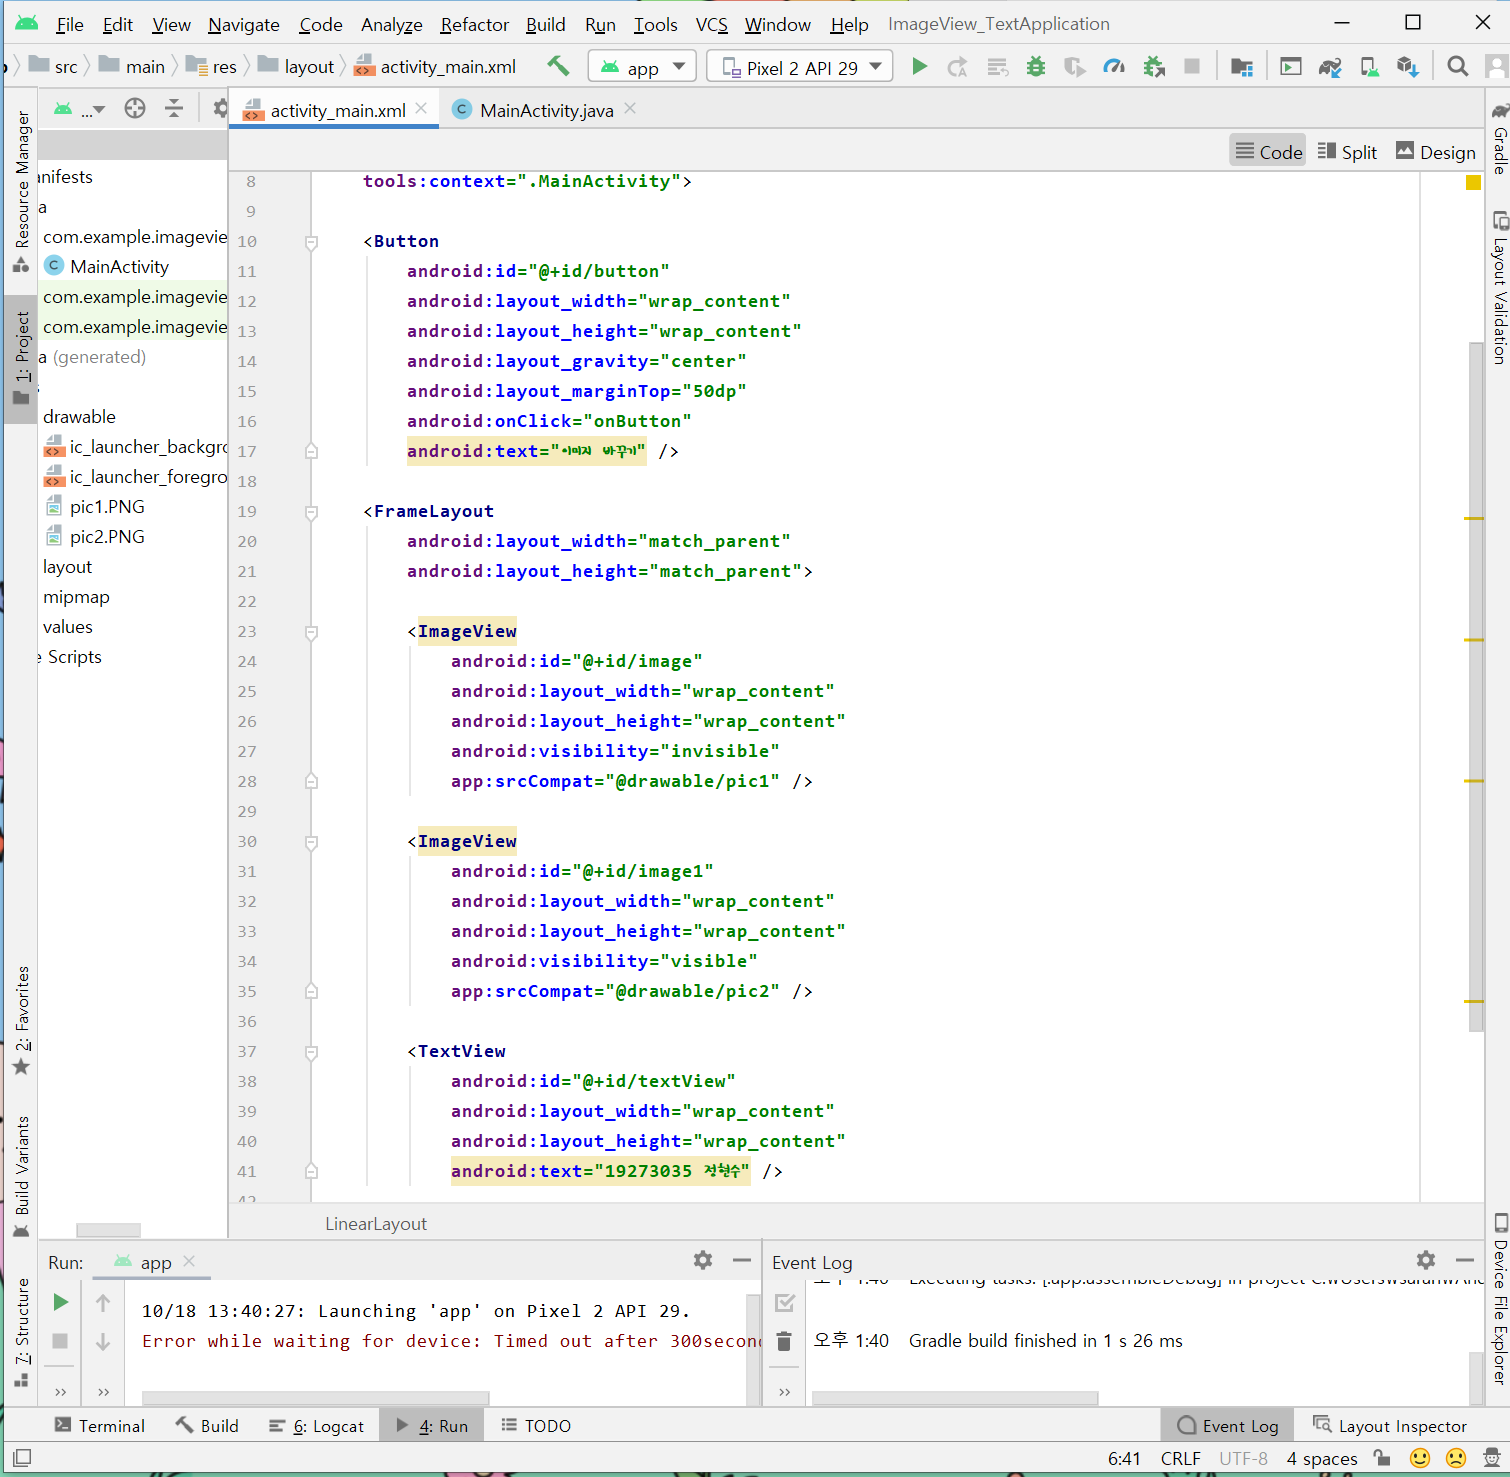 File Edit View Navigate Code Analyze Refactor Build Run Tools VCS Window Help ImageView_TextApplication
src main res layout activity_main.xml app Pixel 2 API 29
activity_main.xml MainActivity.java
Code Split Design
Resource Manager
1: Project
2: Favorites
Build Variants
7: Structure
anifests
a
com.example.imagevie
MainActivity
com.example.imagevie
com.example.imagevie
a (generated)
drawable
ic_launcher_backgro
ic_launcher_foregro
pic1.PNG
pic2.PNG
layout
mipmap
values
e Scripts
8 tools:context=".MainActivity">
9
10 <Button
11 android:id="@+id/button"
12 android:layout_width="wrap_content"
13 android:layout_height="wrap_content"
14 android:layout_gravity="center"
15 android:layout_marginTop="50dp"
16 android:onClick="onButton"
17 android:text="이미지 바꾸기" />
18
19 <FrameLayout
20 android:layout_width="match_parent"
21 android:layout_height="match_parent">
22
23 <ImageView
24 android:id="@+id/image"
25 android:layout_width="wrap_content"
26 android:layout_height="wrap_content"
27 android:visibility="invisible"
28 app:srcCompat="@drawable/pic1" />
29
30 <ImageView
31 android:id="@+id/image1"
32 android:layout_width="wrap_content"
33 android:layout_height="wrap_content"
34 android:visibility="visible"
35 app:srcCompat="@drawable/pic2" />
36
37 <TextView
38 android:id="@+id/textView"
39 android:layout_width="wrap_content"
40 android:layout_height="wrap_content"
41 android:text="19273035 정현수" />
42
LinearLayout
Gradle
Layout Validation
Device File Explorer
Run: app
10/18 13:40:27: Launching 'app' on Pixel 2 API 29.
Error while waiting for device: Timed out after 300second
Event Log
오후 1:40 Executing tasks: [:app:assembleDebug] in project
오후 1:40 Gradle build finished in 1 s 26 ms
Terminal Build 6: Logcat 4: Run TODO Event Log Layout Inspector
6:41 CRLF UTF-8 4 spaces